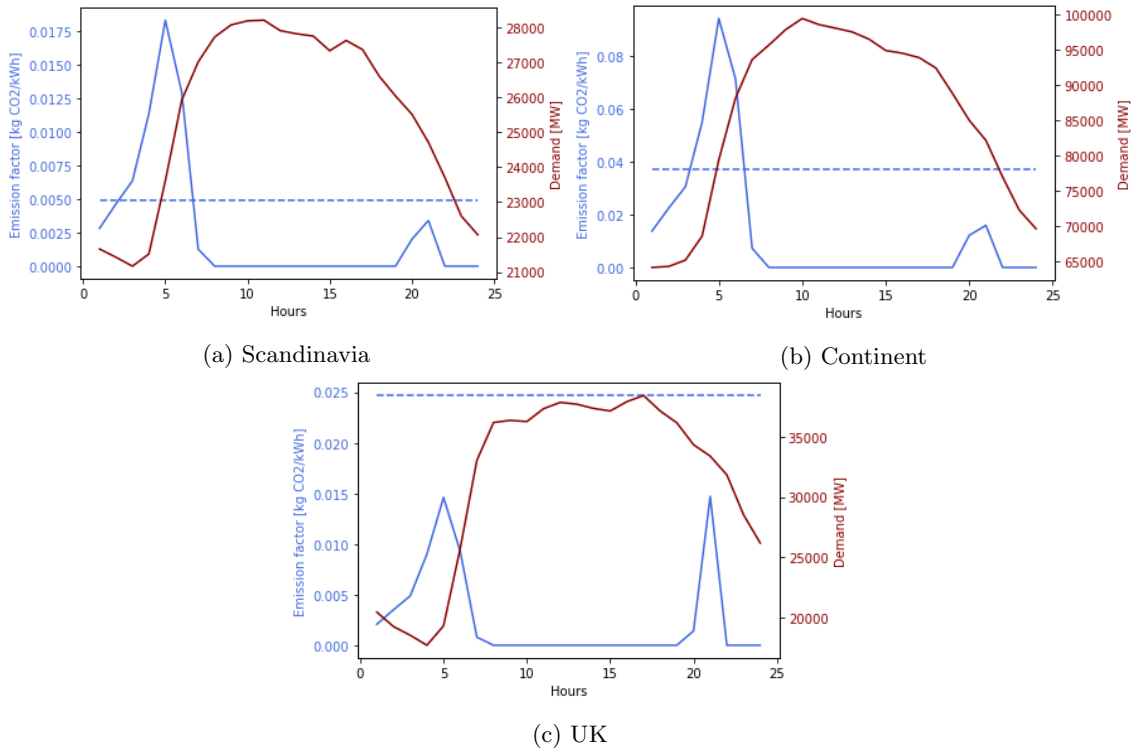 Emission factor [kg CO2/kWh]
0.0175
0.0150
0.0125
0.0100
0.0075
0.0050
0.0025
0.0000
28000
27000
26000
25000
24000
23000
22000
21000
Demand [MW]
0 5 10 15 20 25
Hours
(a) Scandinavia
Emission factor [kg CO2/kWh]
0.08
0.06
0.04
0.02
0.00
100000
95000
90000
85000
80000
75000
70000
65000
Demand [MW]
0 5 10 15 20 25
Hours
(b) Continent
Emission factor [kg CO2/kWh]
0.025
0.020
0.015
0.010
0.005
0.000
35000
30000
25000
20000
Demand [MW]
0 5 10 15 20 25
Hours
(c) UK